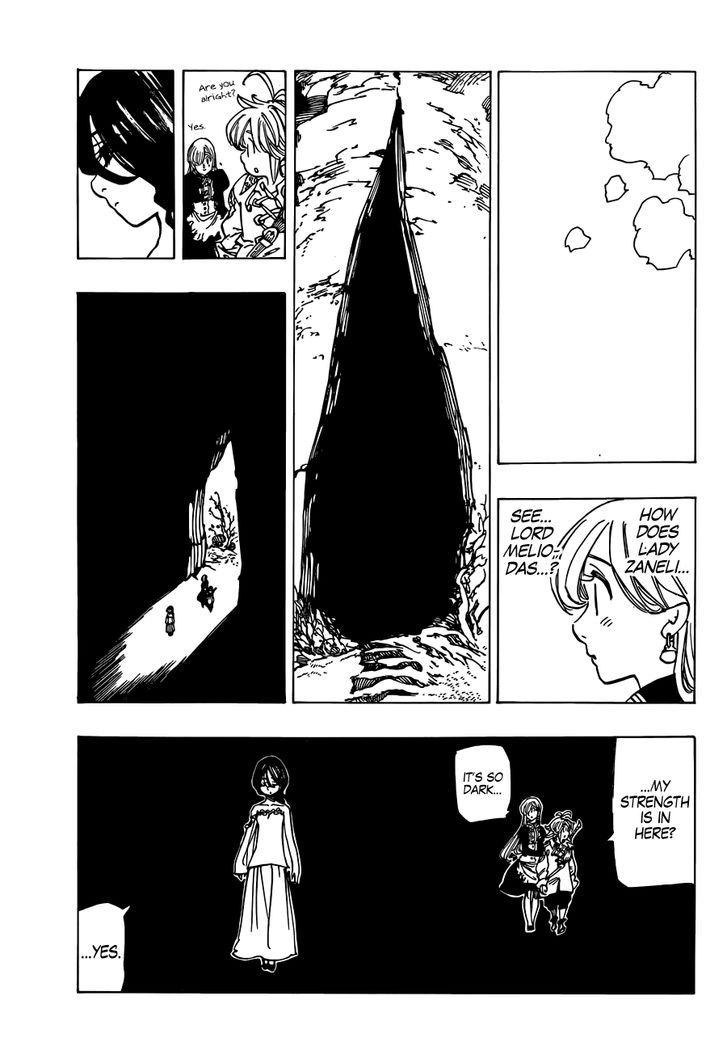 HOW
DOES
LADY
ZANELI...
SEE...
LORD
MELIO-
DAS...?
Are you
alright?
Yes.
...MY
STRENGTH
IS IN
HERE?
IT'S SO
DARK...
...YES.